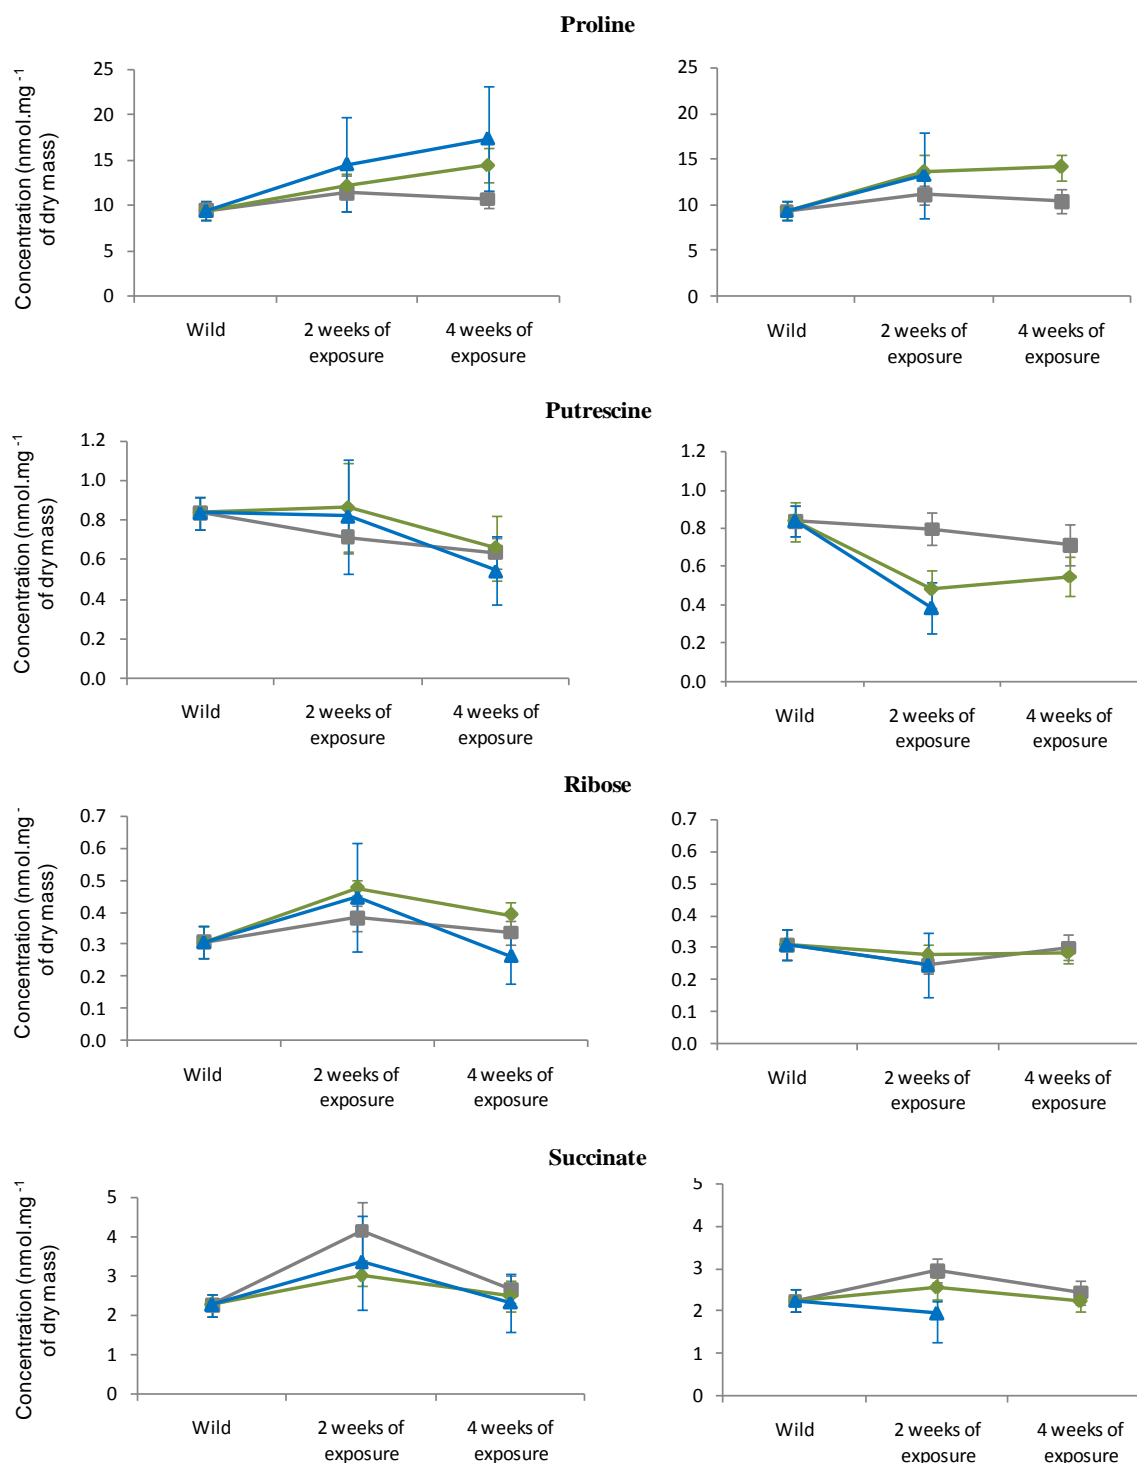 Proline
Concentration (nmol.mg -1
of dry mass)
25
20
15
10
5
0
Wild
2 weeks of
exposure
4 weeks of
exposure
25
20
15
10
5
0
Wild
2 weeks of
exposure
4 weeks of
exposure
Putrescine
Concentration (nmol.mg -1
of dry mass)
1.2
1.0
0.8
0.6
0.4
0.2
0.0
Wild
2 weeks of
exposure
4 weeks of
exposure
1.2
1.0
0.8
0.6
0.4
0.2
0.0
Wild
2 weeks of
exposure
4 weeks of
exposure
Ribose
Concentration (nmol.mg -
of dry mass)
0.7
0.6
0.5
0.4
0.3
0.2
0.1
0.0
Wild
2 weeks of
exposure
4 weeks of
exposure
0.7
0.6
0.5
0.4
0.3
0.2
0.1
0.0
Wild
2 weeks of
exposure
4 weeks of
exposure
Succinate
Concentration (nmol.mg -1
of dry mass)
5
4
3
2
1
0
Wild
2 weeks of
exposure
4 weeks of
exposure
5
4
3
2
1
0
Wild
2 weeks of
exposure
4 weeks of
exposure